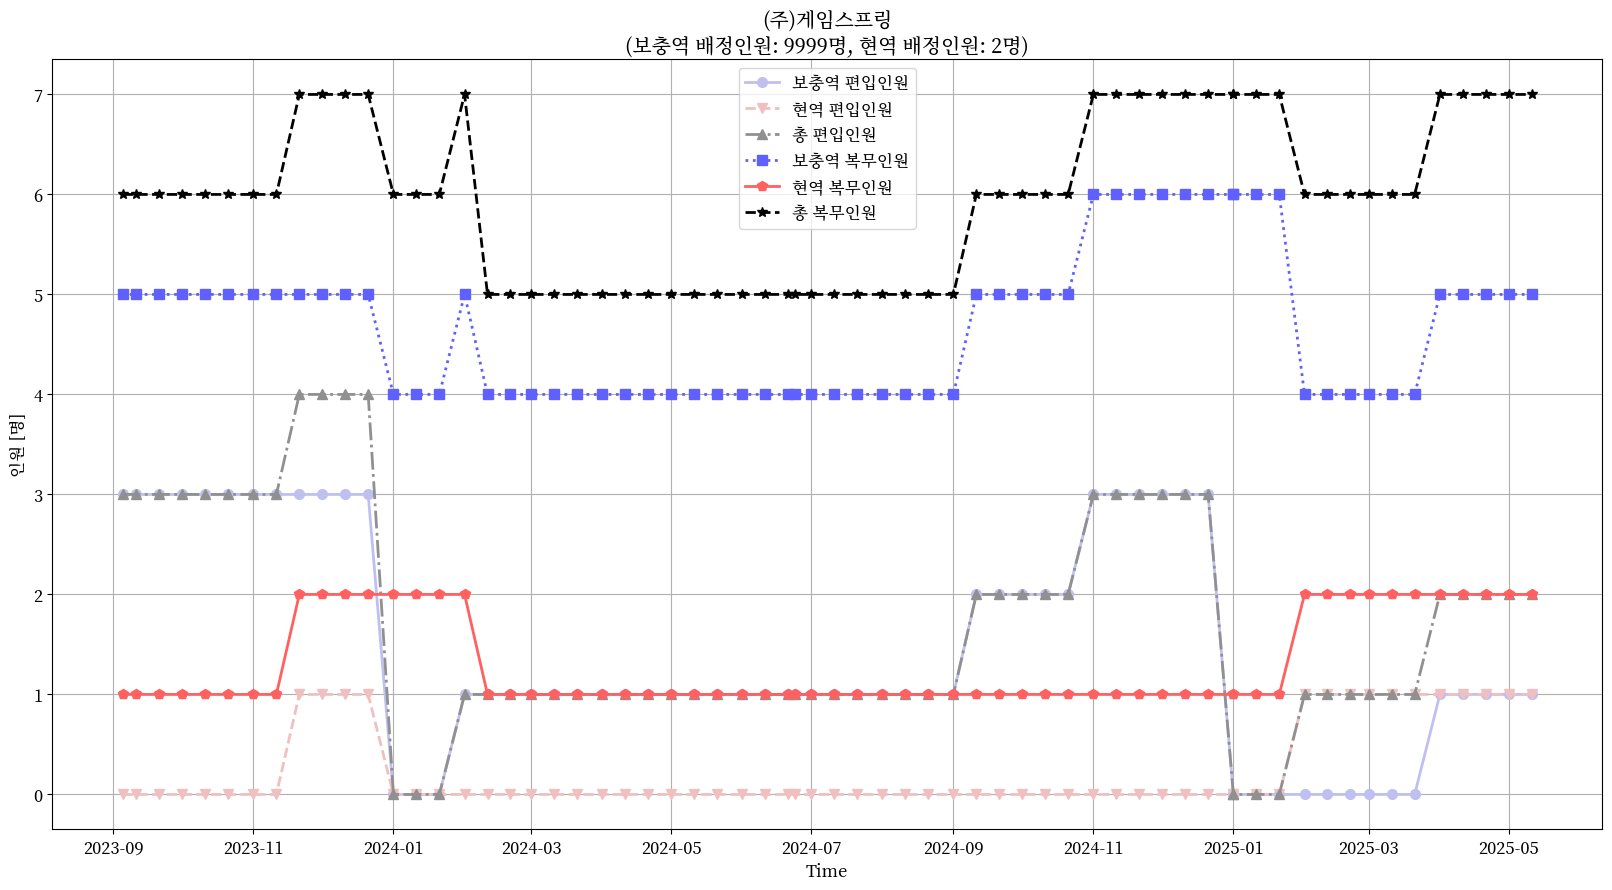 (주)게임스프링
(보충역 배정인원: 9999명, 현역 배정인원: 2명)
보충역 편입인원
현역 편입인원
총 편입인원
보충역 복무인원
현역 복무인원
총 복무인원
인원 [명]
7
6
5
4
3
2
1
0
2023-09
2023-11
2024-01
2024-03
2024-05
2024-07
2024-09
2024-11
2025-01
2025-03
2025-05
Time